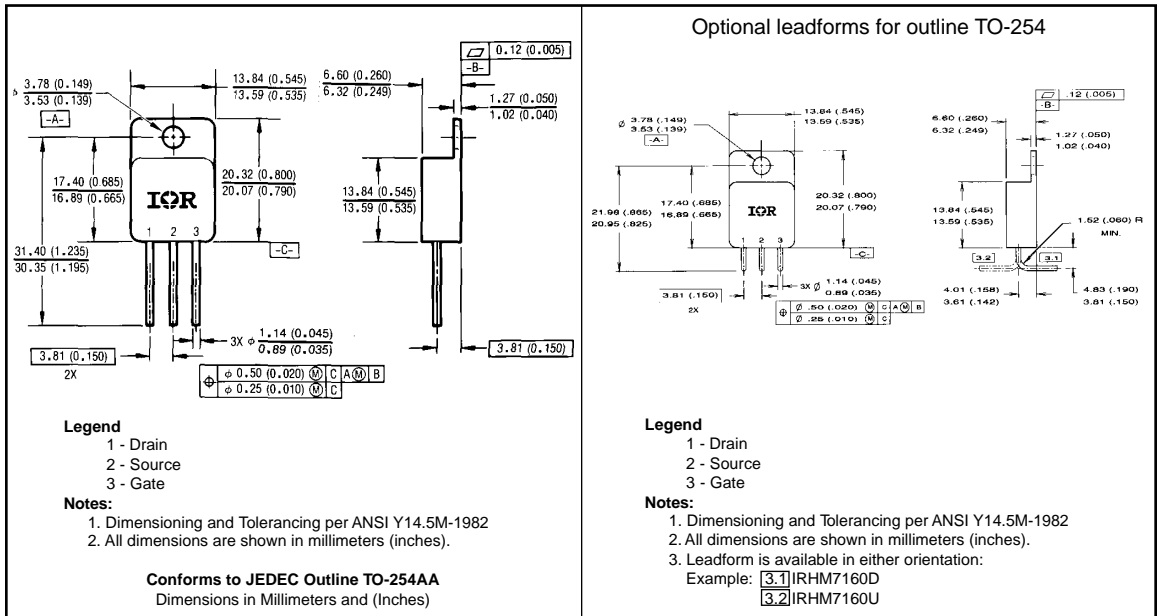 0.12 (0.005)
-B-
3.78 (0.149)
3.53 (0.139)
-A-
13.84 (0.545)
13.59 (0.535)
6.60 (0.260)
6.32 (0.249)
1.27 (0.050)
1.02 (0.040)
17.40 (0.685)
16.89 (0.665)
20.32 (0.800)
20.07 (0.790)
13.84 (0.545)
13.59 (0.535)
IOR
1 2 3
-C-
31.40 (1.235)
30.35 (1.195)
3X ϕ 1.14 (0.045)
0.89 (0.035)
3.81 (0.150)
2X
3.81 (0.150)
ϕ 0.50 (0.020) Ⓜ C A Ⓜ B
ϕ 0.25 (0.010) Ⓜ C
Legend
1 - Drain
2 - Source
3 - Gate
Notes:
1. Dimensioning and Tolerancing per ANSI Y14.5M-1982
2. All dimensions are shown in millimeters (inches).
Conforms to JEDEC Outline TO-254AA
Dimensions in Millimeters and (Inches)
Optional leadforms for outline TO-254
.12 (.005)
-B-
Ø 3.78 (.149)
3.53 (.139)
-A-
13.84 (.545)
13.59 (.535)
6.60 (.260)
6.32 (.249)
1.27 (.050)
1.02 (.040)
21.98 (.865)
20.95 (.825)
17.40 (.685)
16.89 (.665)
20.32 (.800)
20.07 (.790)
13.84 (.545)
13.59 (.535)
1.52 (.060) R
MIN.
IOR
1 2 3
-C-
3.2
3.1
3X Ø 1.14 (.045)
0.89 (.035)
3.81 (.150)
2X
4.01 (.158)
3.61 (.142)
4.83 (.190)
3.81 (.150)
Ø .50 (.020) Ⓜ C A Ⓜ B
Ø .25 (.010) Ⓜ C
Legend
1 - Drain
2 - Source
3 - Gate
Notes:
1. Dimensioning and Tolerancing per ANSI Y14.5M-1982
2. All dimensions are shown in millimeters (inches).
3. Leadform is available in either orientation:
Example: 3.1 IRHM7160D
3.2 IRHM7160U